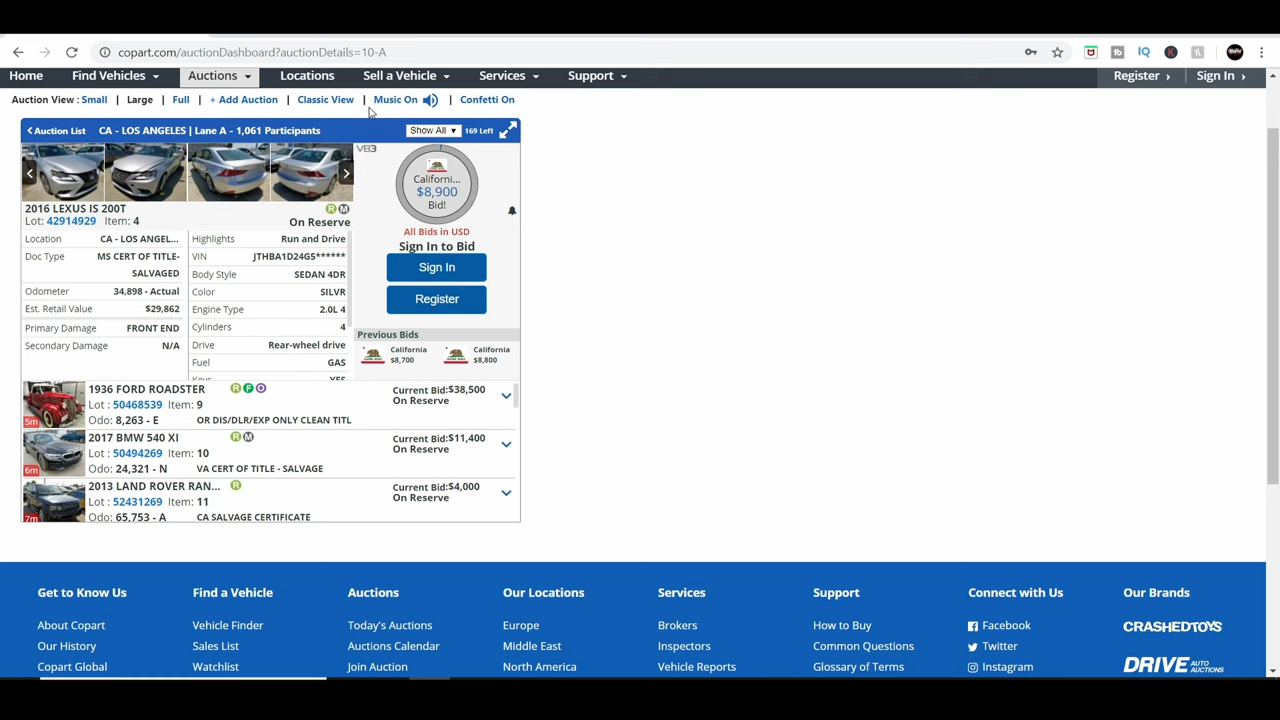 copart.com/auctionDashboard?auctionDetails=10-A
Home Find Vehicles Auctions Locations Sell a Vehicle Services Support Register Sign In
Auction View : Small | Large | Full | + Add Auction | Classic View | Music On | Confetti On
Auction List CA - LOS ANGELES | Lane A - 1,061 Participants Show All 169 Left
VB3
Californi...
$8,900
Bid!
2016 LEXUS IS 200T R M
Lot: 42914929 Item: 4 On Reserve
All Bids in USD
Sign In to Bid
Sign In
Register
Location CA - LOS ANGEL...
Doc Type MS CERT OF TITLE-SALVAGED
Odometer 34,898 - Actual
Est. Retail Value $29,862
Primary Damage FRONT END
Secondary Damage N/A
Highlights Run and Drive
VIN JTHBA1D24G5******
Body Style SEDAN 4DR
Color SILVR
Engine Type 2.0L 4
Cylinders 4
Drive Rear-wheel drive
Fuel GAS
Keys YES
Previous Bids
California $8,700
California $8,800
1936 FORD ROADSTER R F O Current Bid:$38,500
Lot : 50468539 Item: 9 On Reserve
5m Odo: 8,263 - E OR DIS/DLR/EXP ONLY CLEAN TITL
2017 BMW 540 XI R M Current Bid:$11,400
Lot : 50494269 Item: 10 On Reserve
6m Odo: 24,321 - N VA CERT OF TITLE - SALVAGE
2013 LAND ROVER RAN... R Current Bid:$4,000
Lot : 52431269 Item: 11 On Reserve
7m Odo: 65,753 - A CA SALVAGE CERTIFICATE
Get to Know Us Find a Vehicle Auctions Our Locations Services Support Connect with Us Our Brands
About Copart Vehicle Finder Today's Auctions Europe Brokers How to Buy Facebook CRASHEDTOYS
Our History Sales List Auctions Calendar Middle East Inspectors Common Questions Twitter
Copart Global Watchlist Join Auction North America Vehicle Reports Glossary of Terms Instagram DRIVE AUTO AUCTIONS